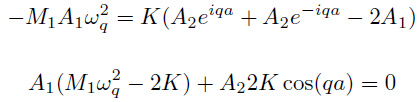 −M₁A₁ω_q² = K(A₂e^{iqa} + A₂e^{−iqa} − 2A₁)
A₁(M₁ω_q² − 2K) + A₂2K cos(qa) = 0